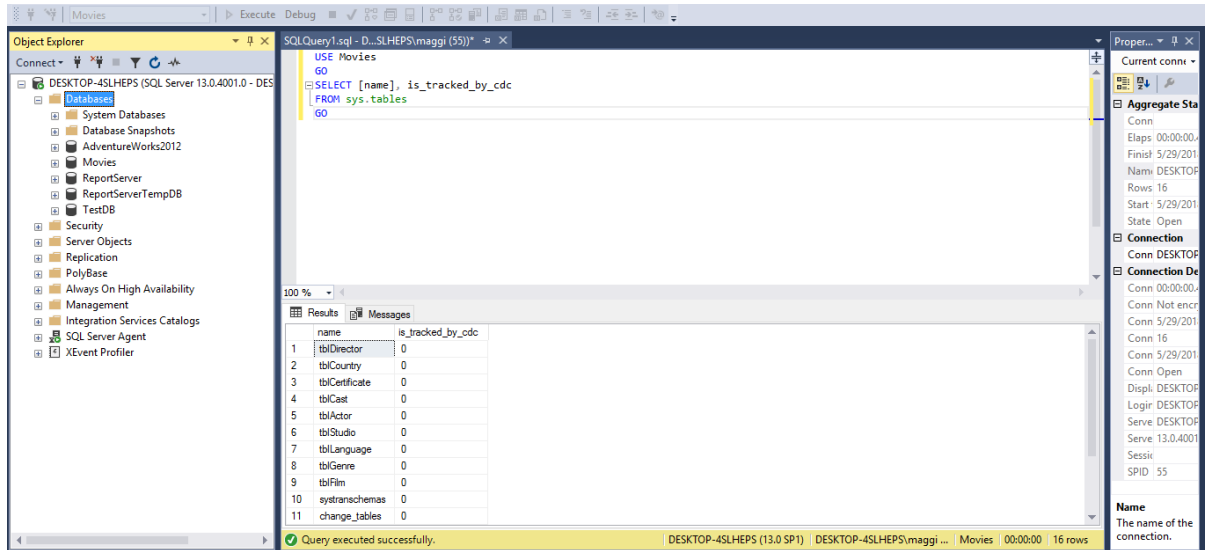 Movies
Execute Debug
Object Explorer
Connect
DESKTOP-4SLHEPS (SQL Server 13.0.4001.0 - DES
Databases
System Databases
Database Snapshots
AdventureWorks2012
Movies
ReportServer
ReportServerTempDB
TestDB
Security
Server Objects
Replication
PolyBase
Always On High Availability
Management
Integration Services Catalogs
SQL Server Agent
XEvent Profiler
SQLQuery1.sql - D...SLHEPS\maggi (55))*
USE Movies
GO
SELECT [name], is_tracked_by_cdc
FROM sys.tables
GO
100 %
Results Messages
name is_tracked_by_cdc
1 tblDirector 0
2 tblCountry 0
3 tblCertificate 0
4 tblCast 0
5 tblActor 0
6 tblStudio 0
7 tblLanguage 0
8 tblGenre 0
9 tblFilm 0
10 systranschemas 0
11 change_tables 0
Query executed successfully.
DESKTOP-4SLHEPS (13.0 SP1) DESKTOP-4SLHEPS\maggi ... Movies 00:00:00 16 rows
Proper...
Current conne
Aggregate Sta
Conn
Elaps 00:00:00.
Finish 5/29/201
Name DESKTOP
Rows 16
Start 5/29/201
State Open
Connection
Conn DESKTOP
Connection De
Conn 00:00:00.
Conn Not encr
Conn 5/29/201
Conn 16
Conn 5/29/201
Conn Open
Displ DESKTOP
Login DESKTOP
Serve DESKTOP
Serve 13.0.4001
Sessi
SPID 55
Name
The name of the
connection.